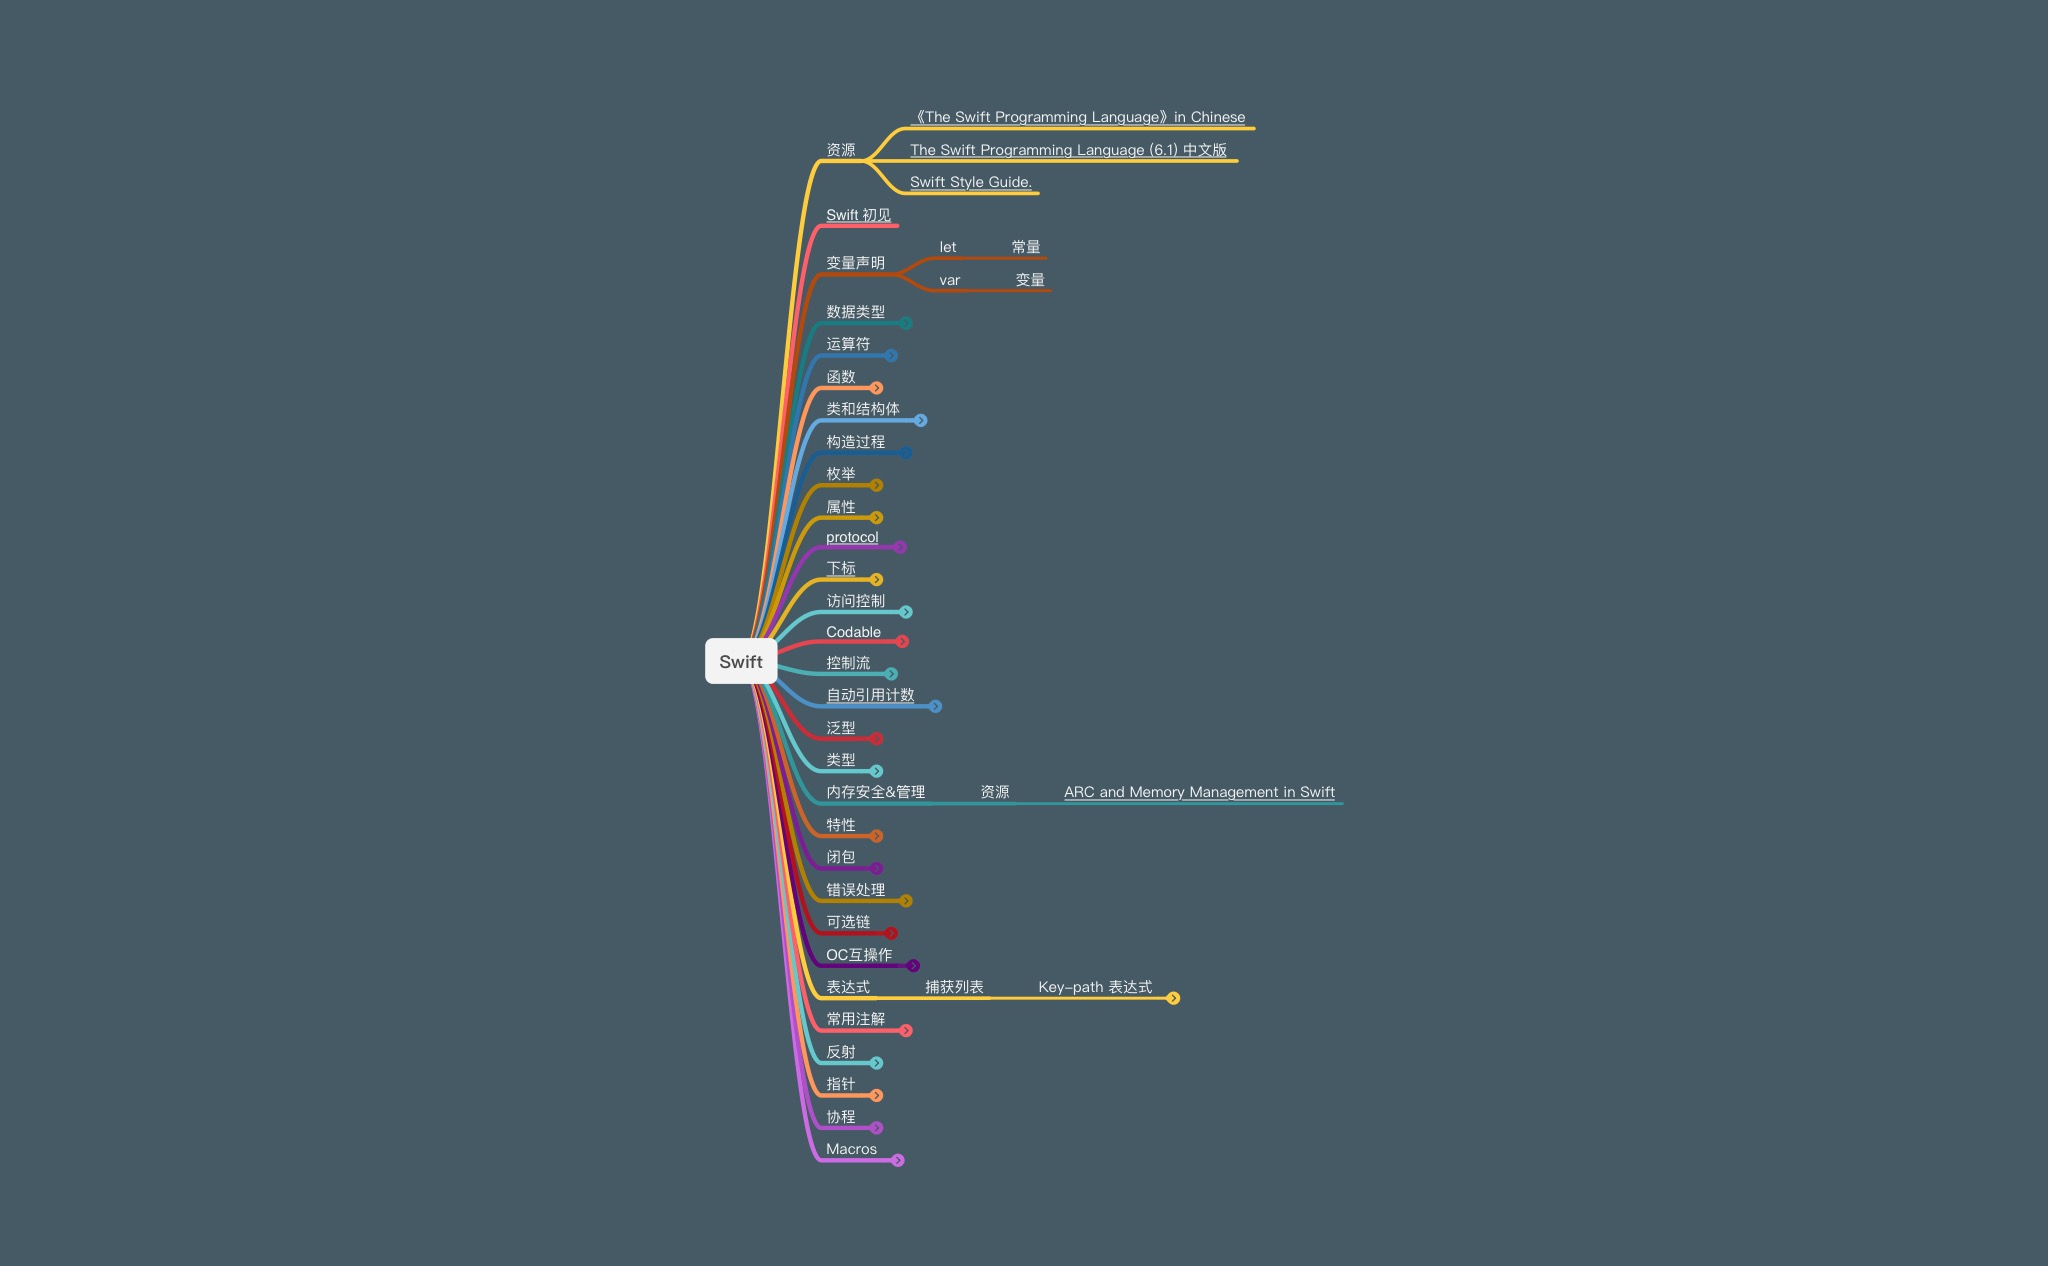 《The Swift Programming Language》in Chinese
资源
The Swift Programming Language (6.1) 中文版
Swift Style Guide.
Swift 初见
变量声明
let 常量
var 变量
数据类型
运算符
函数
类和结构体
构造过程
枚举
属性
protocol
下标
访问控制
Codable
控制流
Swift
自动引用计数
泛型
类型
内存安全&管理 资源 ARC and Memory Management in Swift
特性
闭包
错误处理
可选链
OC互操作
表达式 捕获列表 Key-path 表达式
常用注解
反射
指针
协程
Macros